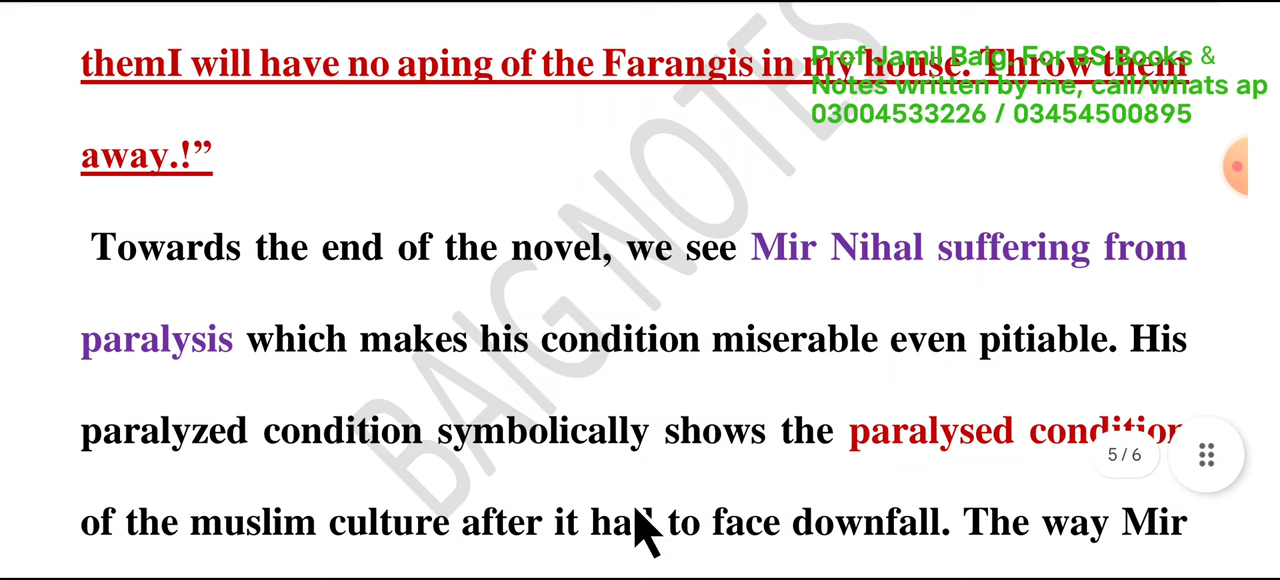 themI will have no aping of the Farangis in my house. Throw them
Prof Jamil Baig. For BS Books &
Notes written by me, call/whats ap
03004533226 / 03454500895
away.!”
Towards the end of the novel, we see Mir Nihal suffering from
paralysis which makes his condition miserable even pitiable. His
paralyzed condition symbolically shows the paralysed condition
5 / 6
of the muslim culture after it had to face downfall. The way Mir
BAIG NOTES